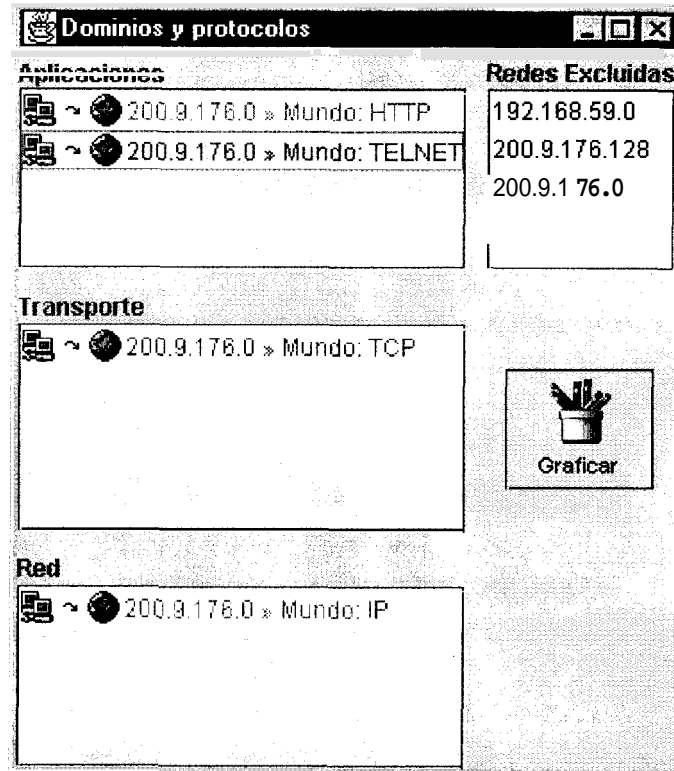 Dominios y protocolos
Aplicaciones
200.9.176.0 » Mundo: HTTP
200.9.176.0 » Mundo: TELNET
Redes Excluidas
192.168.59.0
200.9.176.128
200.9.1 76.0
Transporte
200.9.176.0 » Mundo: TCP
Graficar
Red
200.9.176.0 » Mundo: IP